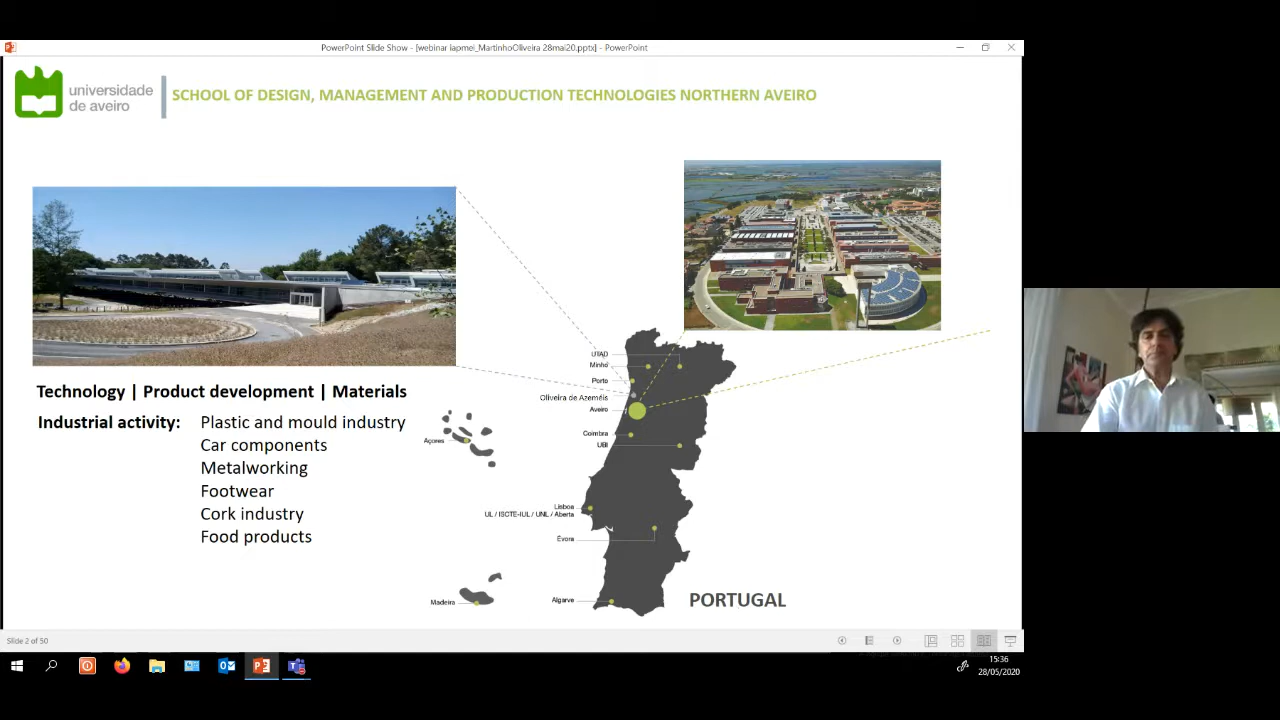 PowerPoint Slide Show - [webinar iapmei_MartinhoOliveira 28mai20.pptx] - PowerPoint
universidade
de aveiro
SCHOOL OF DESIGN, MANAGEMENT AND PRODUCTION TECHNOLOGIES NORTHERN AVEIRO
Technology | Product development | Materials
Industrial activity: Plastic and mould industry
Car components
Metalworking
Footwear
Cork industry
Food products
UTAD
Minho
Porto
Oliveira de Azeméis
Aveiro
Coimbra
UBI
Açores
Lisboa
UL / ISCTE-IUL / UNL / Aberta
Évora
Madeira
Algarve
PORTUGAL
Slide 2 of 50
15:36
28/05/2020